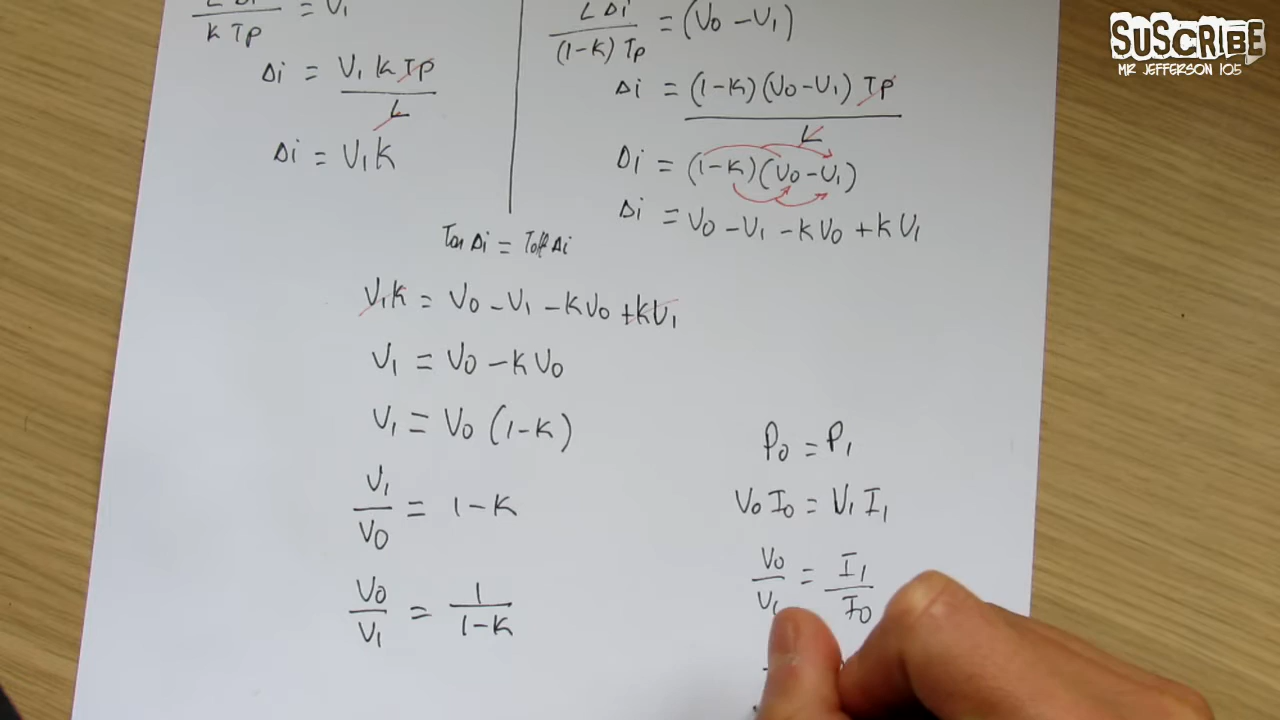 SUSCRIBE
MR JEFFERSON 105
L Δi / K Tp = V1
Δi = V1 K Tp / L
Δi = V1 K
L Δi / (1-K) Tp = (V0 - V1)
Δi = (1-K)(V0-V1) Tp / L
Δi = (1-K)(V0-V1)
Δi = V0 - V1 - KV0 + KV1
Ton Δi = Toff Δi
V1K = V0 - V1 - KV0 + KV1
V1 = V0 - KV0
V1 = V0 (1-K)
V1 / V0 = 1-K
V0 / V1 = 1 / 1-K
P0 = P1
V0 I0 = V1 I1
V0 / V1 = I1 / I0